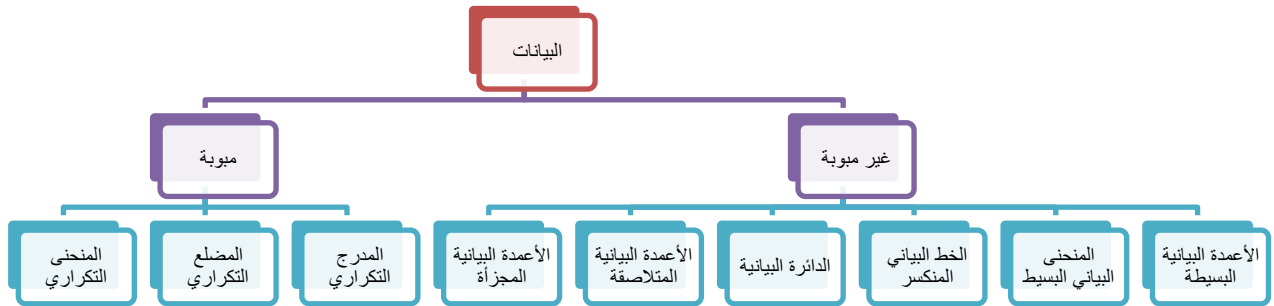 البيانات
غير مبوبة
مبوبة
الأعمدة البيانية
البسيطة
المنحنى
البياني البسيط
الخط البياني
المنكسر
الدائرة البيانية
الأعمدة البيانية
المتلاصقة
الأعمدة البيانية
المجزأة
المدرج
التكراري
المضلع
التكراري
المنحنى
التكراري